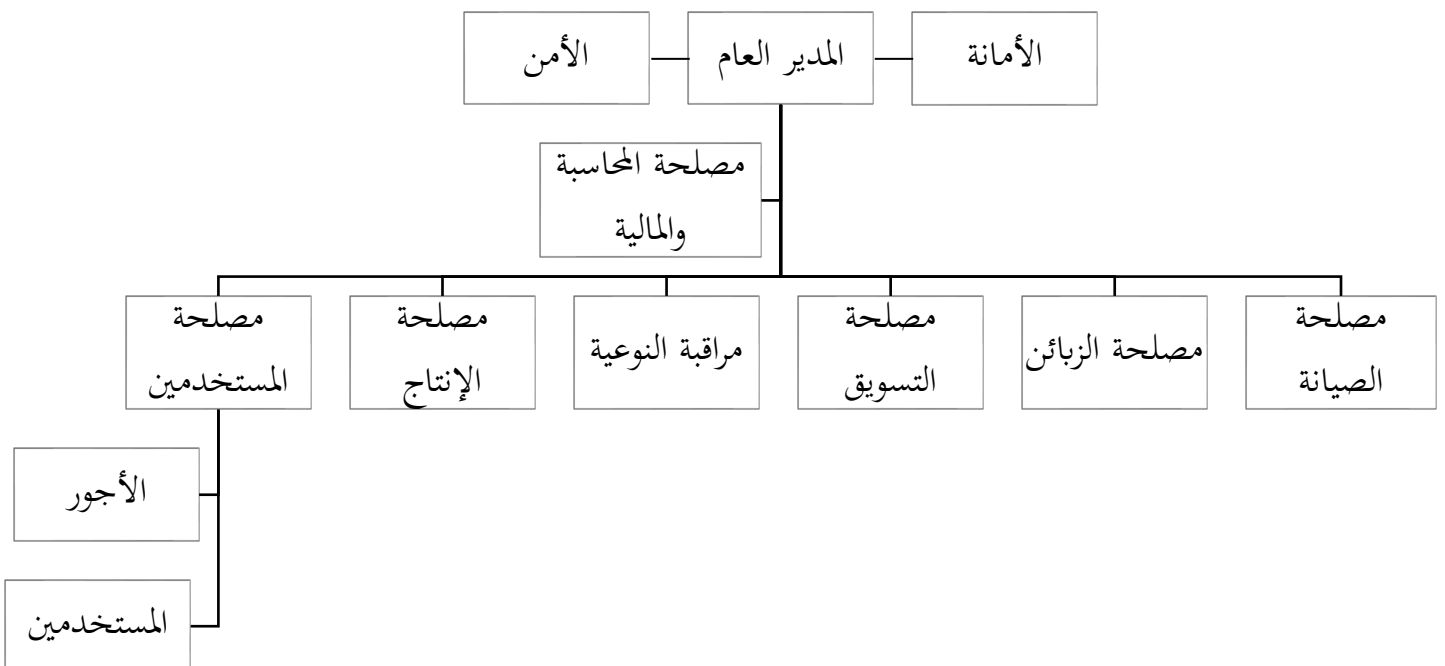 الأمانة
المدير العام
الأمن
مصلحة المحاسبة
والمالية
مصلحة
الصيانة
مصلحة الزبائن
مصلحة
التسويق
مراقبة النوعية
مصلحة
الإنتاج
مصلحة
المستخدمين
الأجور
المستخدمين